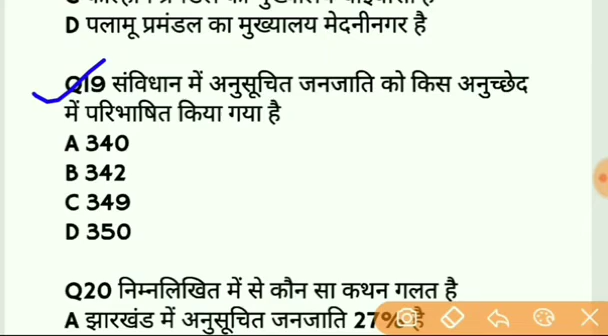 D पलामू प्रमंडल का मुख्यालय मेदनीनगर है
Q19 संविधान में अनुसूचित जनजाति को किस अनुच्छेद
में परिभाषित किया गया है
A 340
B 342
C 349
D 350
Q20 निम्नलिखित में से कौन सा कथन गलत है
A झारखंड में अनुसूचित जनजाति 27% है